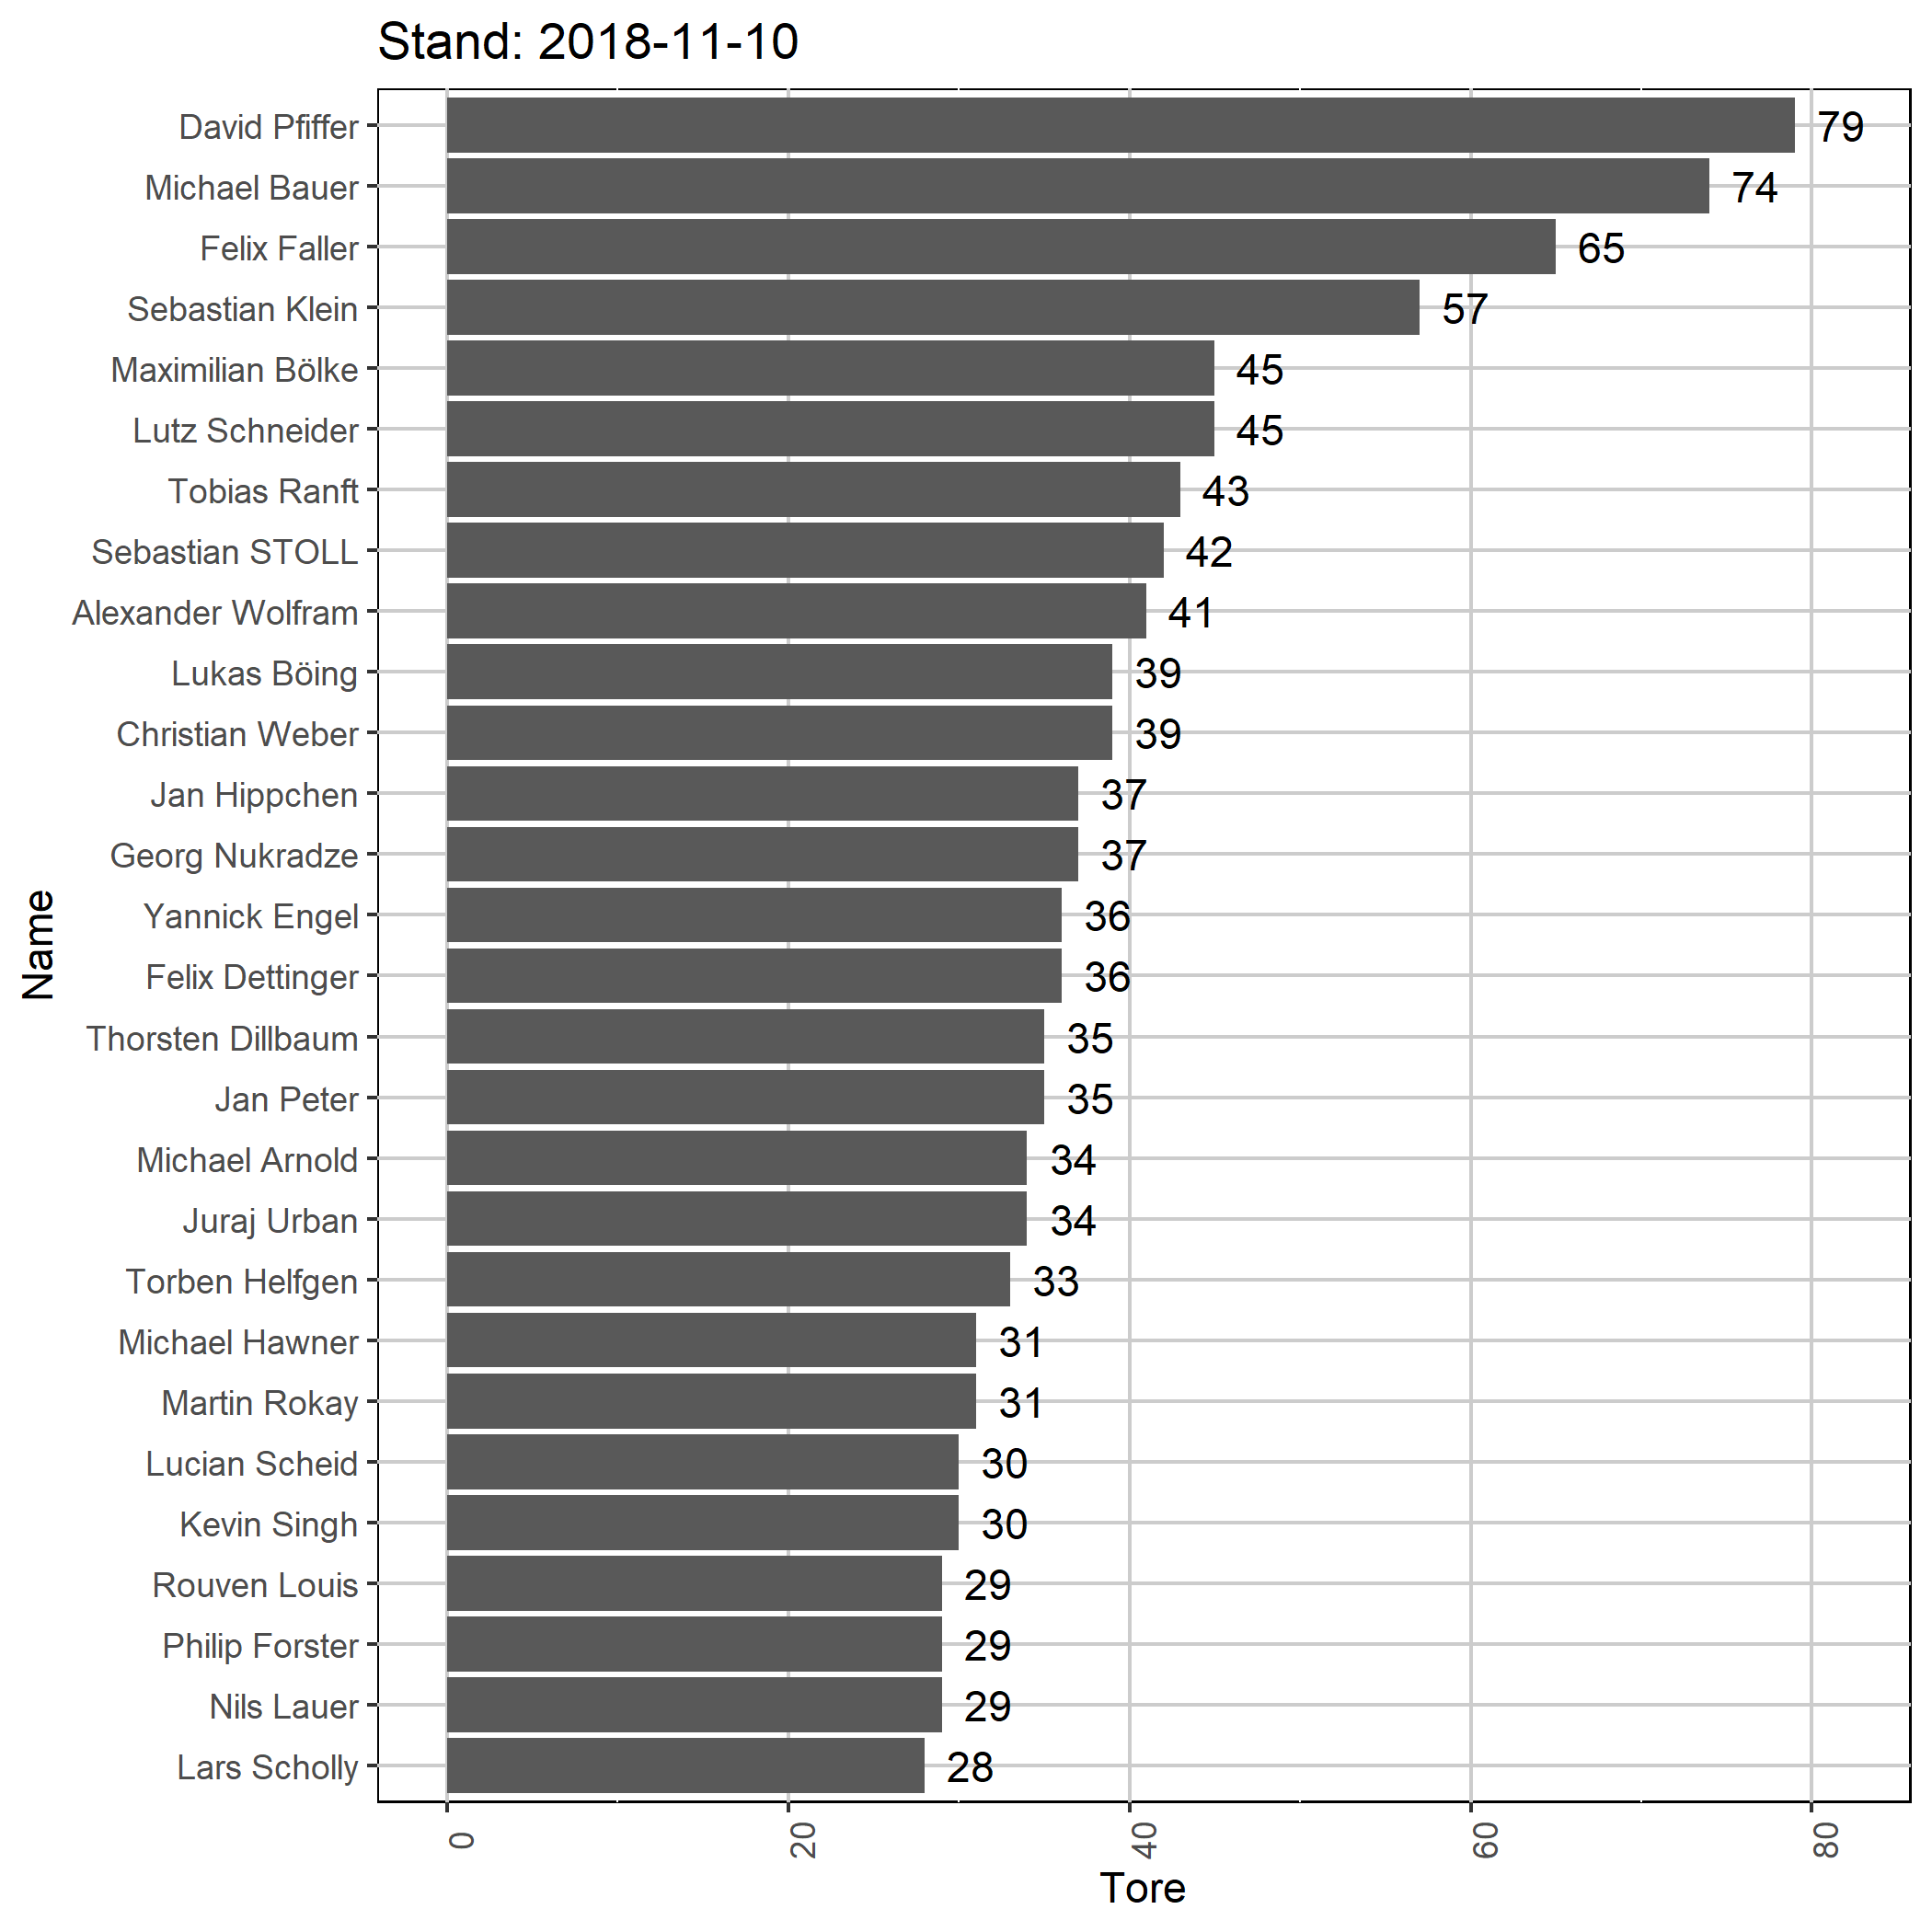 Stand: 2018-11-10
David Pfiffer 79
Michael Bauer 74
Felix Faller 65
Sebastian Klein 57
Maximilian Bölke 45
Lutz Schneider 45
Tobias Ranft 43
Sebastian STOLL 42
Alexander Wolfram 41
Lukas Böing 39
Christian Weber 39
Jan Hippchen 37
Georg Nukradze 37
Yannick Engel 36
Felix Dettinger 36
Thorsten Dillbaum 35
Jan Peter 35
Michael Arnold 34
Juraj Urban 34
Torben Helfgen 33
Michael Hawner 31
Martin Rokay 31
Lucian Scheid 30
Kevin Singh 30
Rouven Louis 29
Philip Forster 29
Nils Lauer 29
Lars Scholly 28
Name
0 20 40 60 80
Tore